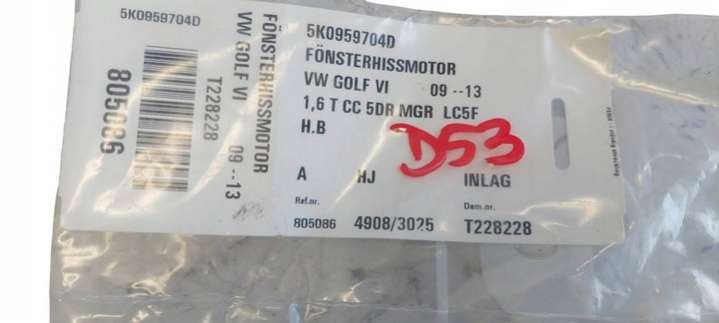 5K0959704D
FÖNSTERHISSMOTOR
VW GOLF VI 09 --13
T228228
805086
5K0959704D
FÖNSTERHISSMOTOR
VW GOLF VI 09 --13
1,6 T CC 5DR MGR LC5F
H.B
D53
A HJ INLAG
Ref.nr. Dem.nr.
805086 4908/3025 T228228